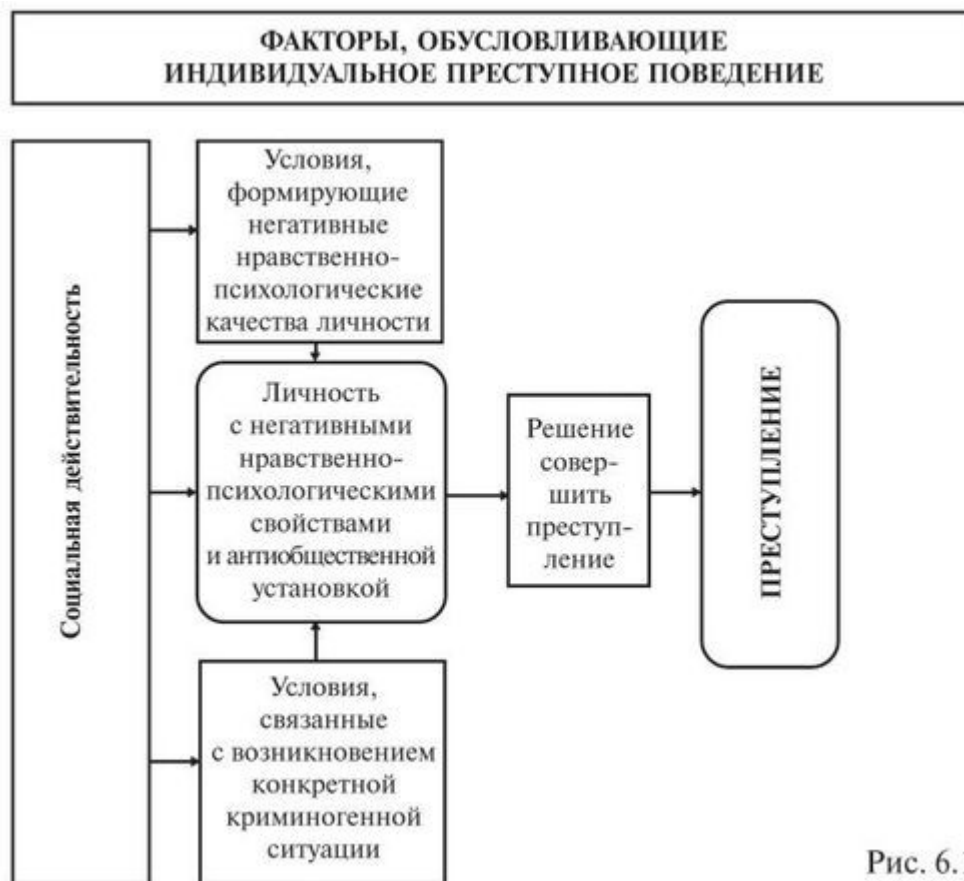 ФАКТОРЫ, ОБУСЛОВЛИВАЮЩИЕ
ИНДИВИДУАЛЬНОЕ ПРЕСТУПНОЕ ПОВЕДЕНИЕ
Социальная действительность
Условия,
формирующие
негативные
нравственно-
психологические
качества личности
Личность
с негативными
нравственно-
психологическими
свойствами
и антиобщественной
установкой
Условия,
связанные
с возникновением
конкретной
криминогенной
ситуации
Решение
совер-
шить
преступ-
ление
ПРЕСТУПЛЕНИЕ
Рис. 6.1